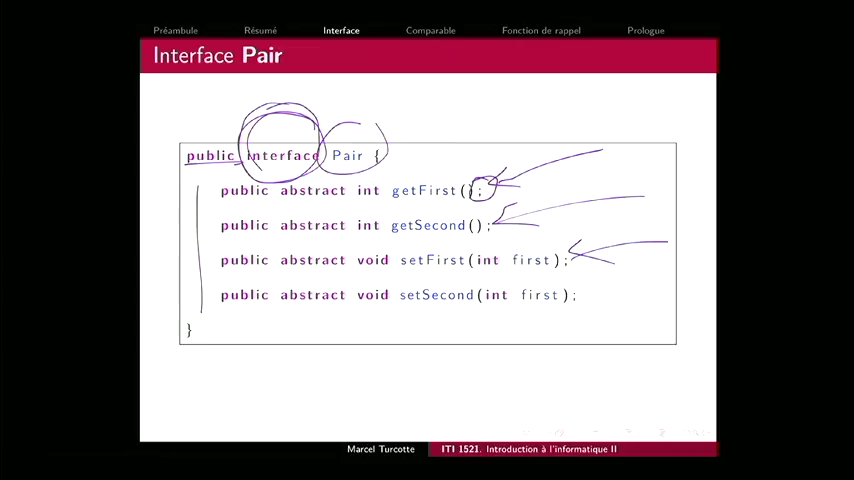 Préambule Résumé Interface Comparable Fonction de rappel Prologue
Interface Pair
public interface Pair {
public abstract int getFirst();
public abstract int getSecond();
public abstract void setFirst(int first);
public abstract void setSecond(int first);
}
Marcel Turcotte ITI 1521. Introduction à l'informatique II